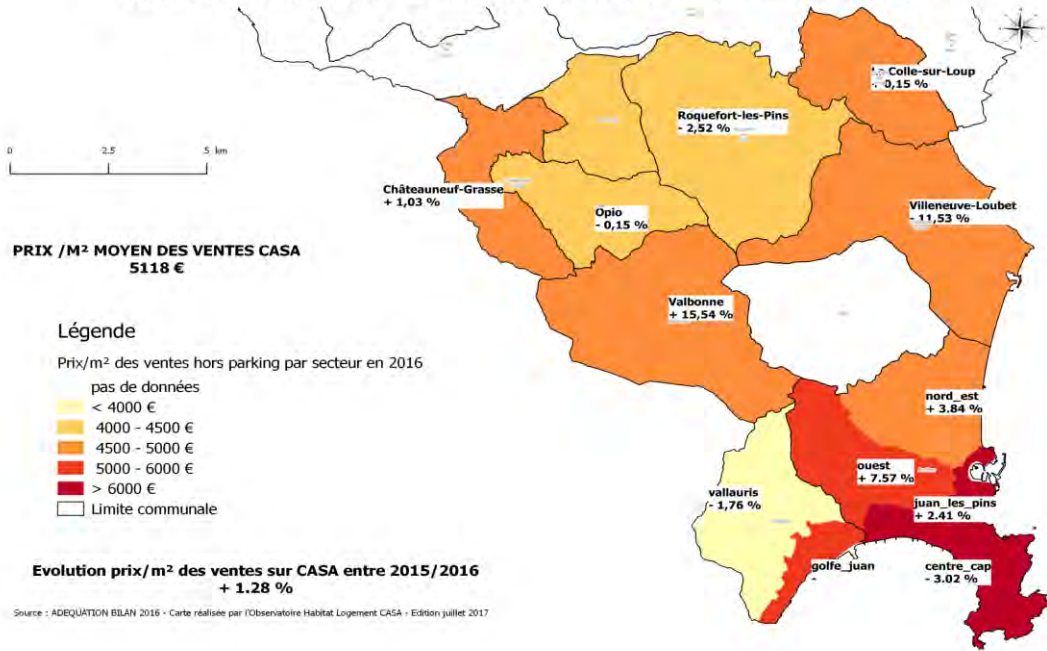 La Colle-sur-Loup
- 0,15 %
Roquefort-les-Pins
- 2,52 %
0 2.5 5 km
Châteauneuf-Grasse
+ 1,03 %
Opio
- 0,15 %
Villeneuve-Loubet
- 11,53 %
PRIX /M² MOYEN DES VENTES CASA
5118 €
Valbonne
+ 15,54 %
Légende
Prix/m² des ventes hors parking par secteur en 2016
pas de données
< 4000 €
4000 - 4500 €
4500 - 5000 €
5000 - 6000 €
> 6000 €
Limite communale
nord_est
+ 3.84 %
ouest
+ 7.57 %
vallauris
- 1,76 %
juan_les_pins
+ 2.41 %
golfe_juan
-
centre_cap
- 3.02 %
Evolution prix/m² des ventes sur CASA entre 2015/2016
+ 1.28 %
Source : ADEQUATION BILAN 2016 - Carte réalisée par l'Observatoire Habitat Logement CASA - Edition juillet 2017